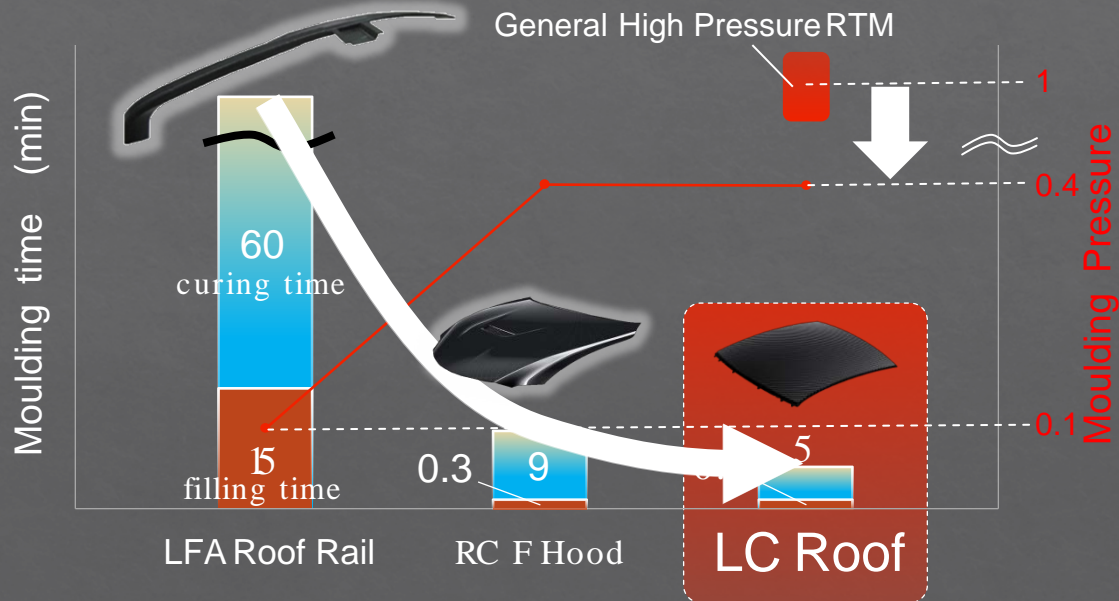 General High Pressure RTM
Moulding time (min)
1
0.4
0.1
Moulding Pressure
60
curing time
15
filling time
0.3
9
5
LFA Roof Rail
RC F Hood
LC Roof